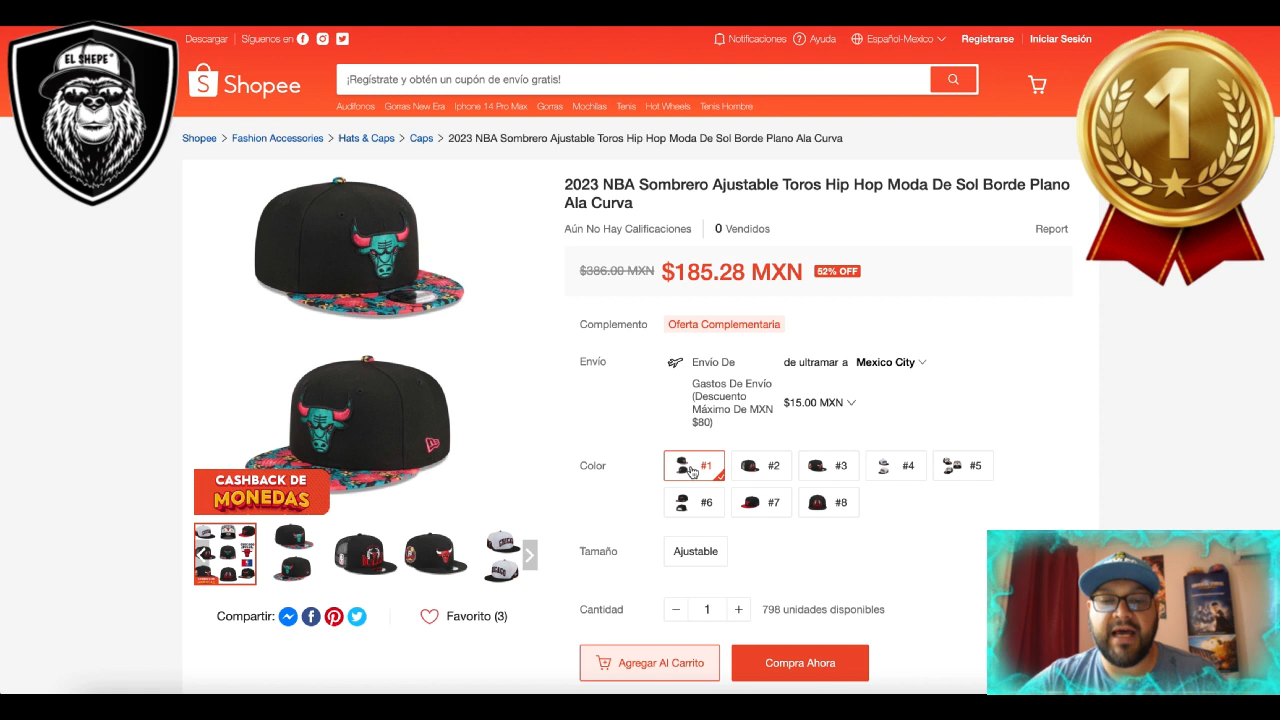 EL SHEPE
Descargar
Síguenos en
Notificaciones
Ayuda
Español-Mexico
Registrarse
Iniciar Sesión
Shopee
¡Regístrate y obtén un cupón de envío gratis!
Audífonos Gorras New Era Iphone 14 Pro Max Gorras Mochilas Tenis Hot Wheels Tenis Hombre
1
Shopee > Fashion Accessories > Hats & Caps > Caps > 2023 NBA Sombrero Ajustable Toros Hip Hop Moda De Sol Borde Plano Ala Curva
2023 NBA Sombrero Ajustable Toros Hip Hop Moda De Sol Borde Plano
Ala Curva
Aún No Hay Calificaciones
0 Vendidos
Report
$386.00 MXN $185.28 MXN 52% OFF
Complemento Oferta Complementaria
Envío Envío De de ultramar a Mexico City
Gastos De Envío
(Descuento
Máximo De MXN
$80)
$15.00 MXN
Color #1 #2 #3 #4 #5
#6 #7 #8
Tamaño Ajustable
Cantidad − 1 + 798 unidades disponibles
Agregar Al Carrito
Compra Ahora
CASHBACK DE
MONEDAS
Compartir:
Favorito (3)